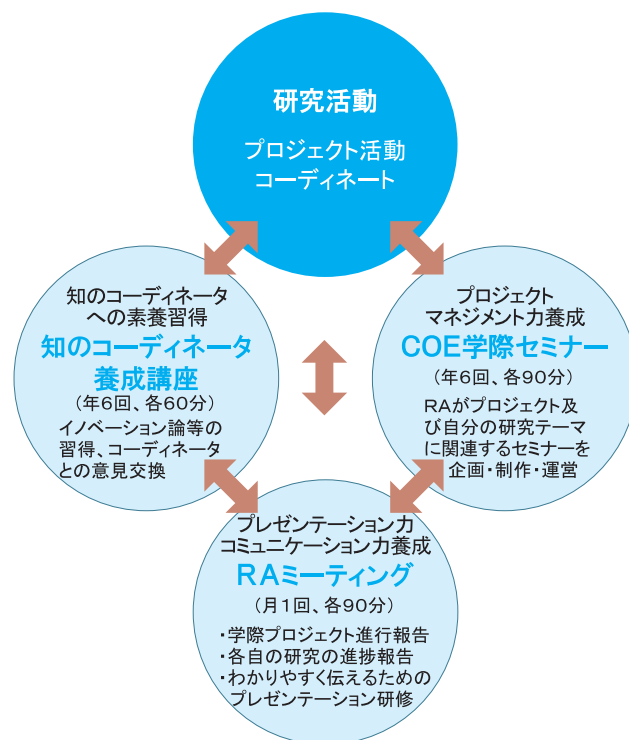 研究活動
プロジェクト活動
コーディネート
知のコーディネータ
への素養習得
知のコーディネータ
養成講座
（年6回、各60分）
イノベーション論等の
習得、コーディネータ
との意見交換
プロジェクト
マネジメント力養成
COE学際セミナー
（年6回、各90分）
RAがプロジェクト及
び自分の研究テーマ
に関連するセミナーを
企画・制作・運営
プレゼンテーション力
コミュニケーション力養成
RAミーティング
（月1回、各90分）
・学際プロジェクト進行報告
・各自の研究の進捗報告
・わかりやすく伝えるための
プレゼンテーション研修